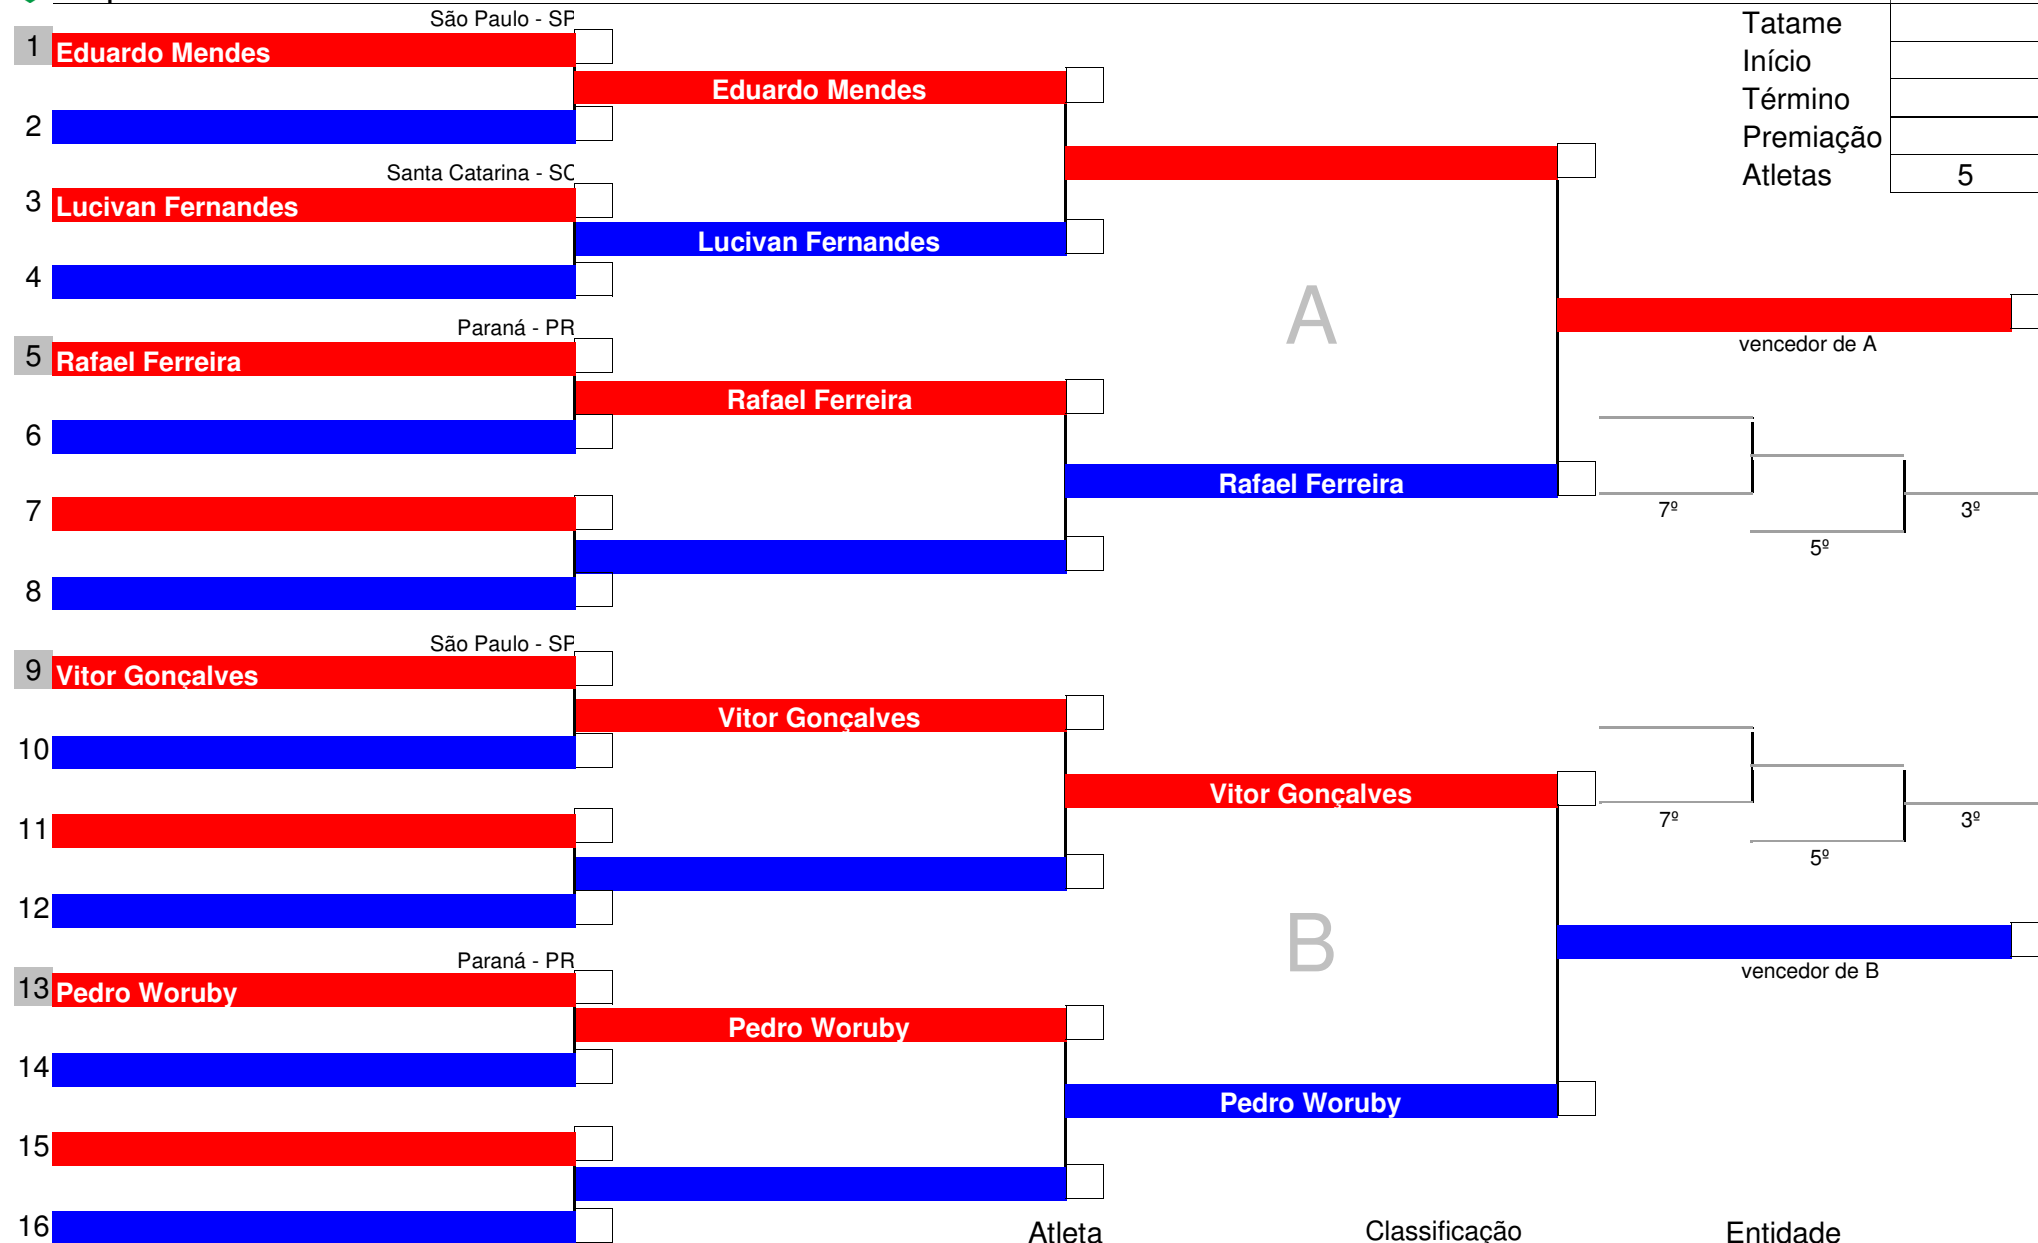 São Paulo - SP
Tatame
1 Eduardo Mendes
Início
Eduardo Mendes
Término
2
Premiação
Santa Catarina - SC
Atletas 5
3 Lucivan Fernandes
Lucivan Fernandes
4
A
Paraná - PR
vencedor de A
5 Rafael Ferreira
Rafael Ferreira
6
Rafael Ferreira
7
7º 3º
5º
8
São Paulo - SP
9 Vitor Gonçalves
Vitor Gonçalves
10
Vitor Gonçalves
11
7º 3º
5º
12
B
Paraná - PR
vencedor de B
13 Pedro Woruby
Pedro Woruby
14
Pedro Woruby
15
16
Atleta Classificação Entidade